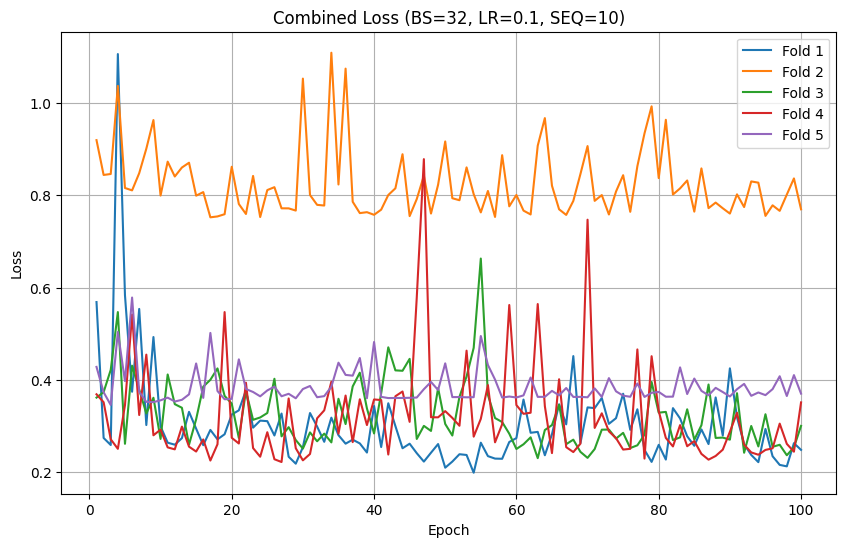 Combined Loss (BS=32, LR=0.1, SEQ=10)
Fold 1
Fold 2
Fold 3
Fold 4
Fold 5
1.0
0.8
0.6
0.4
0.2
Loss
0 20 40 60 80 100
Epoch